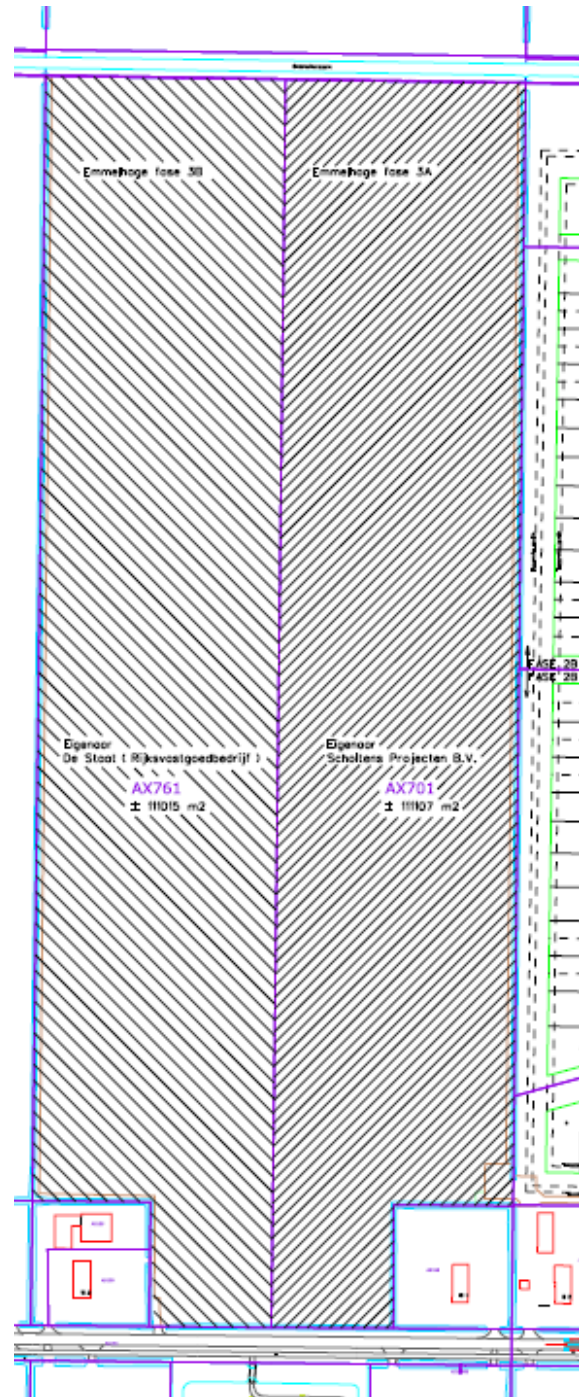 Emmelhage fase 3B
Emmelhage fase 3A
FASE 2B
FASE 2B
Eigenaar
De Staat ( Rijksvastgoedbedrijf )
AX761
± 111015 m2
Eigenaar
Scholtens Projecten B.V.
AX701
± 111107 m2